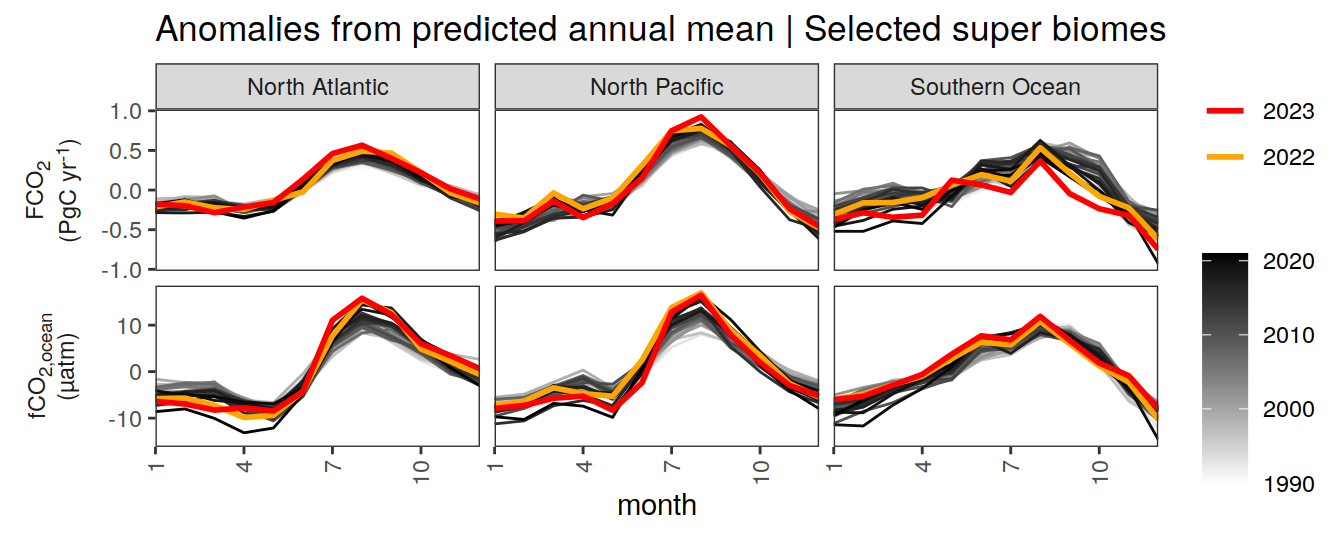 Anomalies from predicted annual mean | Selected super biomes
North Atlantic North Pacific Southern Ocean
FCO2
(PgC yr-1)
1.0
0.5
0.0
-0.5
-1.0
fCO2,ocean
(µatm)
10
0
-10
1 4 7 10 1 4 7 10 1 4 7 10
month
2023
2022
2020
2010
2000
1990